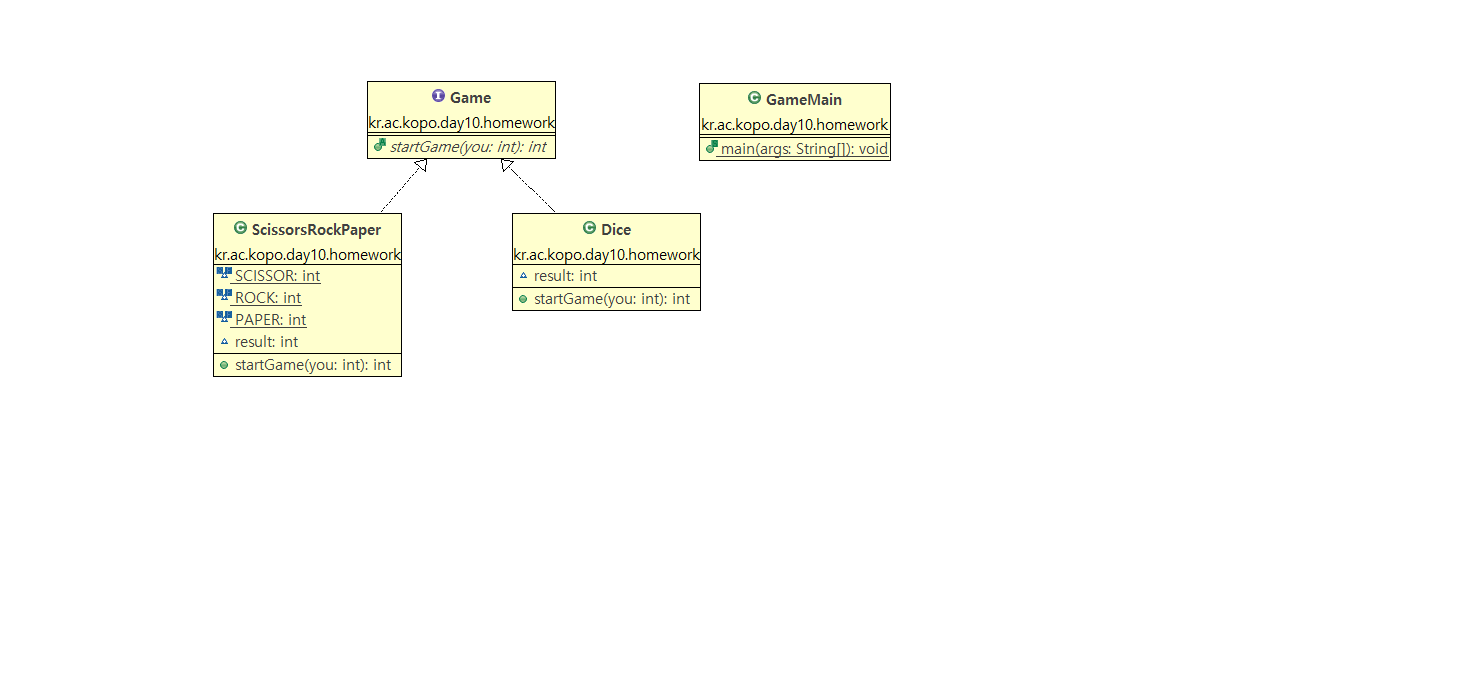 Game
kr.ac.kopo.day10.homework
startGame(you: int): int
GameMain
kr.ac.kopo.day10.homework
main(args: String[]): void
ScissorsRockPaper
kr.ac.kopo.day10.homework
SCISSOR: int
ROCK: int
PAPER: int
result: int
startGame(you: int): int
Dice
kr.ac.kopo.day10.homework
result: int
startGame(you: int): int